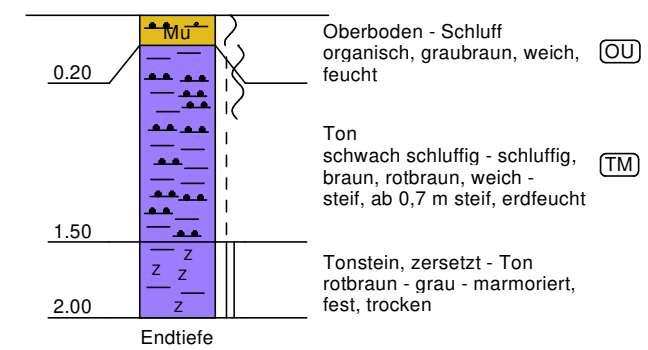 Mu
Oberboden - Schluff
organisch, graubraun, weich,
feucht
OU
0.20
Ton
schwach schluffig - schluffig,
braun, rotbraun, weich -
steif, ab 0,7 m steif, erdfeucht
TM
1.50
Z
Z Z
Z
Tonstein, zersetzt - Ton
rotbraun - grau - marmoriert,
fest, trocken
2.00
Endtiefe